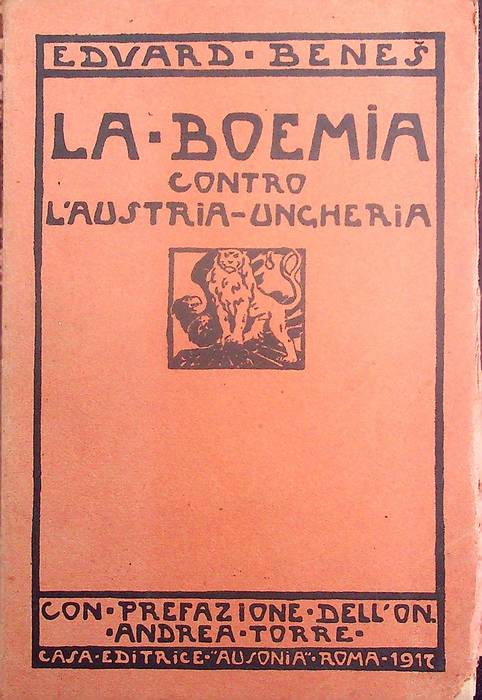 EDVARD · BENEŠ
LA · BOEMIA
CONTRO
L'AUSTRIA-UNGHERIA
CON · PREFAZIONE · DELL'ON.
· ANDREA · TORRE ·
CASA · EDITRICE · "AUSONIA" · ROMA - 1917